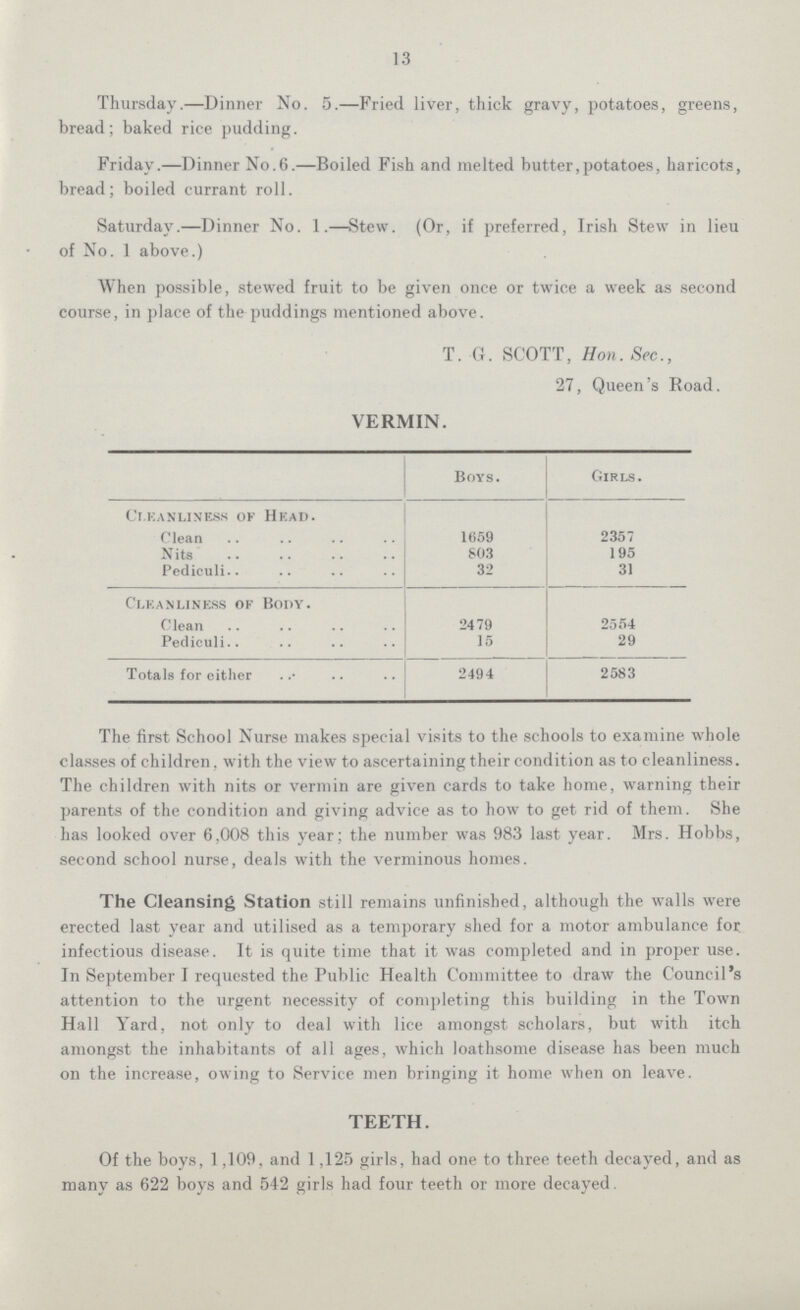 13
Thursday.—Dinner No. 5.—Fried liver, thick gravy, potatoes, greens,
bread; baked rice pudding.
Friday.—Dinner No.6.—Boiled Fish and melted butter,potatoes, haricots,
bread; boiled currant roll.
Saturday.—Dinner No. 1.—Stew. (Or, if preferred, Irish Stew in lieu
of No. 1 above.)
When possible, stewed fruit to be given once or twice a week as second
course, in place of the puddings mentioned above.
T. G. SCOTT, Hon. Sec.,
27, Queen's Road.
VERMIN.
Boys. Girls.
Cleanliness of Head.
Clean .. .. .. .. 1659 2357
Nits .. .. .. .. 803 195
Pediculi.. .. .. .. 32 31
Cleanliness of Body.
Clean .. .. .. .. 2479 2554
Pediculi.. .. .. .. 15 29
Totals for either .. .. .. 2494 2583
The first School Nurse makes special visits to the schools to examine whole
classes of children, with the view to ascertaining their condition as to cleanliness.
The children with nits or vermin are given cards to take home, warning their
parents of the condition and giving advice as to how to get rid of them. She
has looked over 6,008 this year; the number was 983 last year. Mrs. Hobbs,
second school nurse, deals with the verminous homes.
The Cleansing Station still remains unfinished, although the walls were
erected last year and utilised as a temporary shed for a motor ambulance for
infectious disease. It is quite time that it was completed and in proper use.
In September I requested the Public Health Committee to draw the Council's
attention to the urgent necessity of completing this building in the Town
Hall Yard, not only to deal with lice amongst scholars, but with itch
amongst the inhabitants of all ages, which loathsome disease has been much
on the increase, owing to Service men bringing it home when on leave.
TEETH.
Of the boys, 1,109, and 1,125 girls, had one to three teeth decayed, and as
many as 622 boys and 542 girls had four teeth or more decayed.